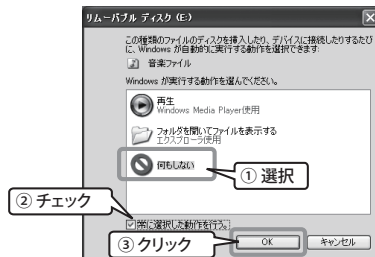 リムーバブル ディスク (E:)
この種類のファイルのディスクを挿入したり、デバイスに接続したりするたび
に、Windows が自動的に実行する動作を選択できます:
音楽ファイル
Windows が実行する動作を選んでください。
再生
Windows Media Player使用
フォルダを開いてファイルを表示する
エクスプローラ使用
何もしない
① 選択
② チェック
常に選択した動作を行う。
③ クリック
OK
キャンセル